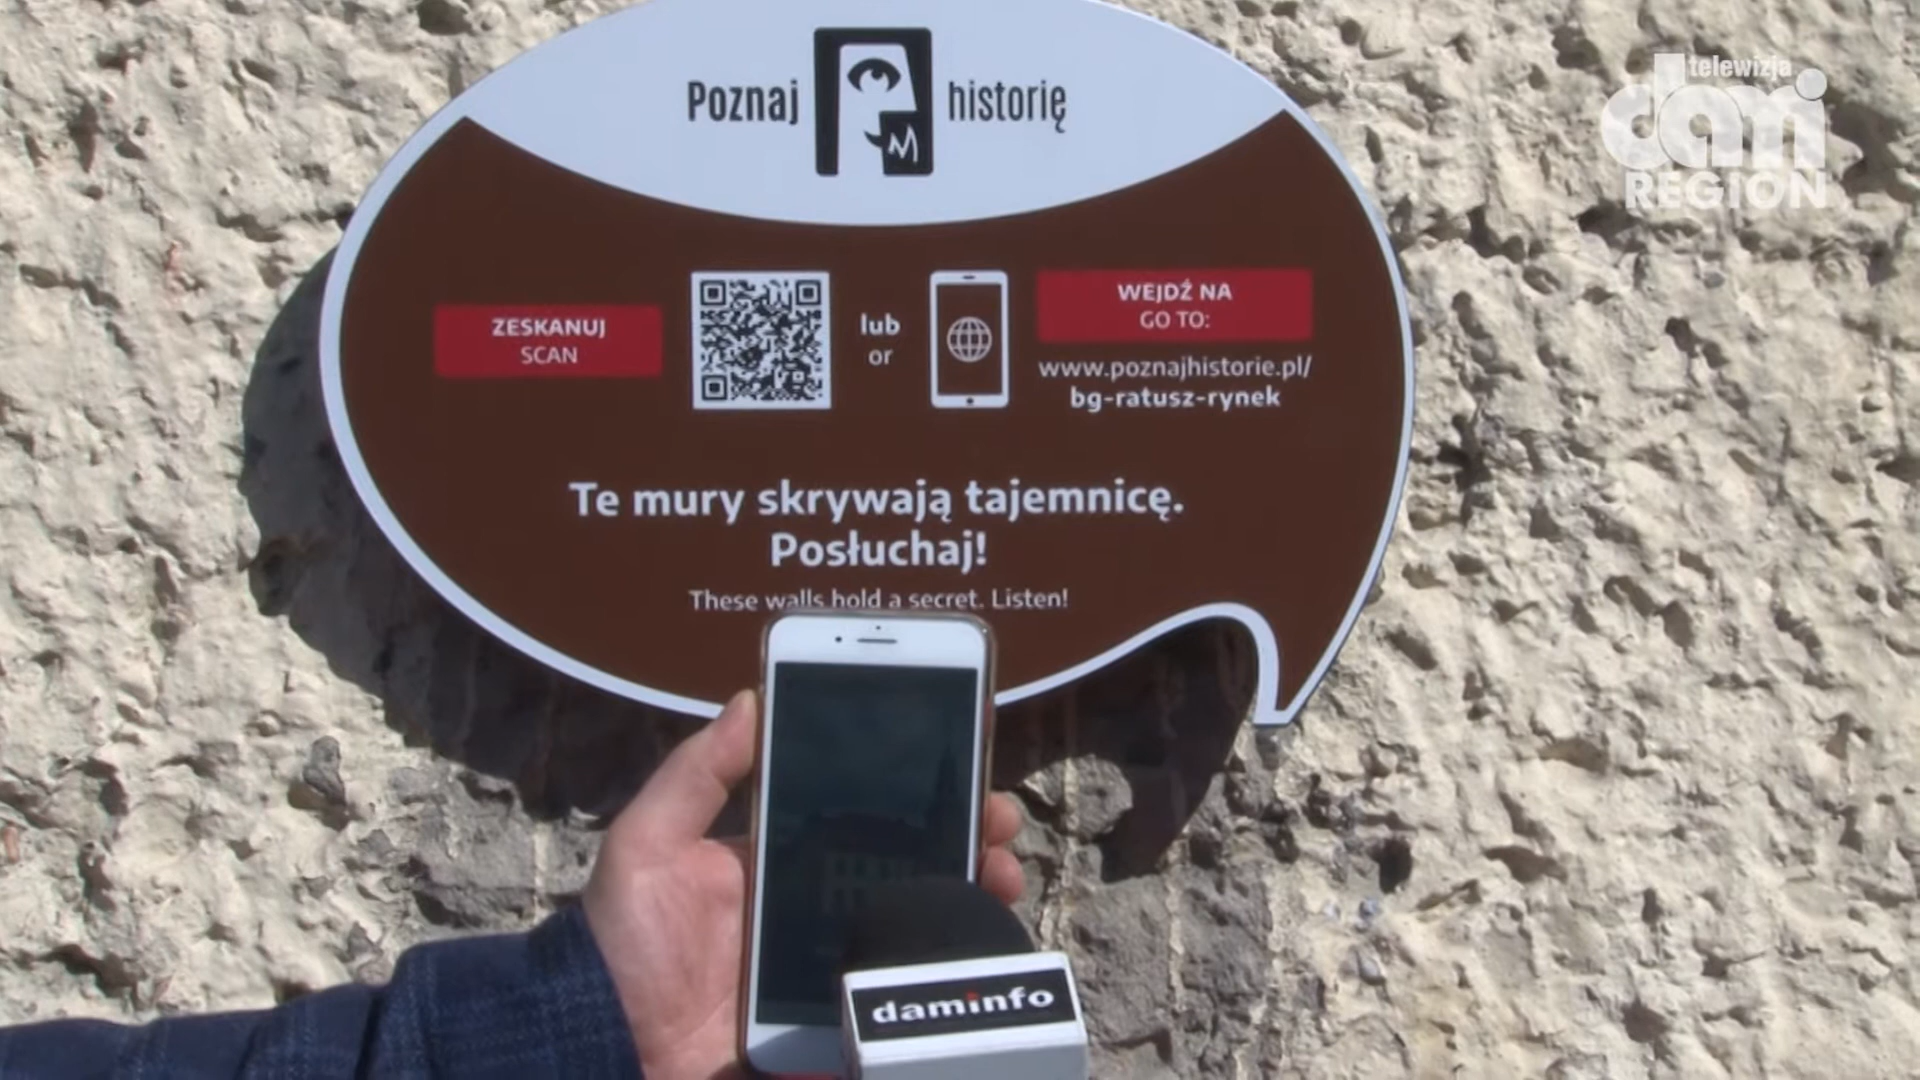 telewizja
dami
REGION
Poznaj historię
ZESKANUJ
SCAN
lub
or
WEJDŹ NA
GO TO:
www.poznajhistorie.pl/
bg-ratusz-rynek
Te mury skrywają tajemnicę.
Posłuchaj!
These walls hold a secret. Listen!
daminfo